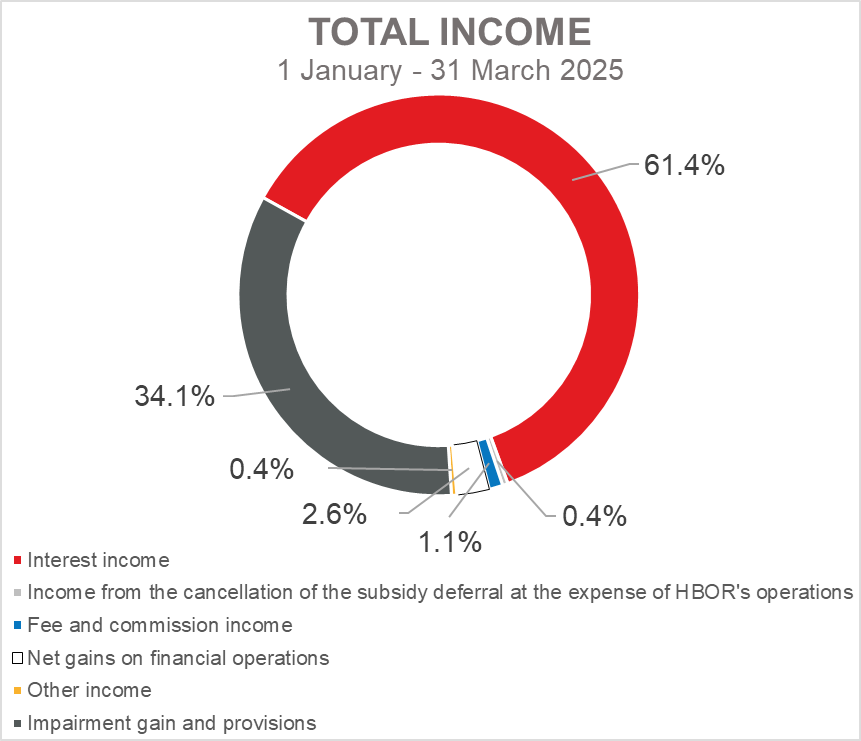 TOTAL INCOME
1 January - 31 March 2025
61.4%
34.1%
0.4%
2.6%
0.4%
1.1%
Interest income
Income from the cancellation of the subsidy deferral at the expense of HBOR's operations
Fee and commission income
Net gains on financial operations
Other income
Impairment gain and provisions